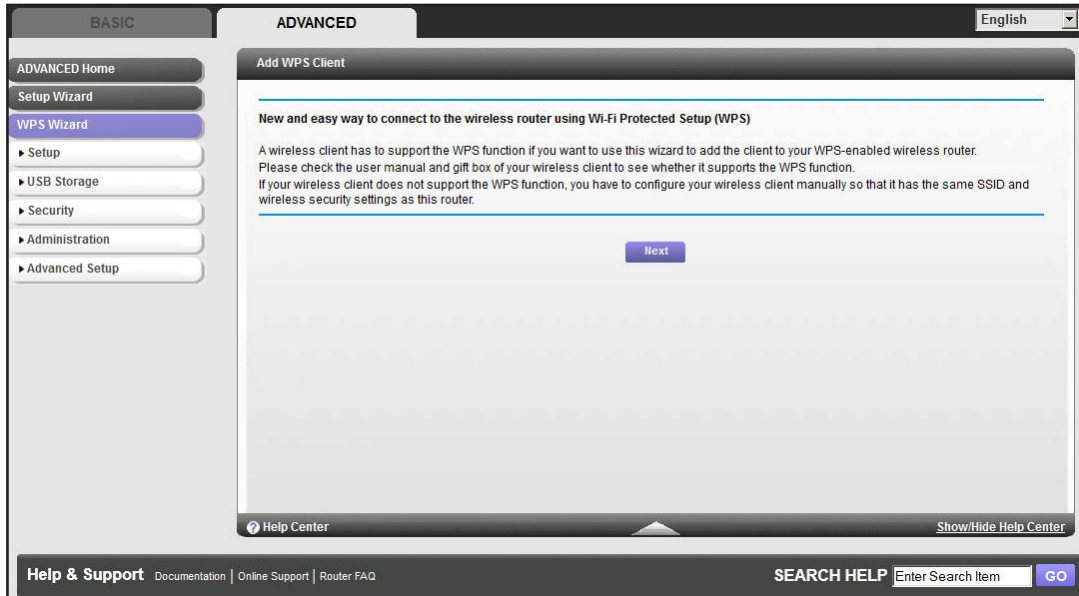 BASIC
ADVANCED
English
ADVANCED Home
Setup Wizard
WPS Wizard
Setup
USB Storage
Security
Administration
Advanced Setup
Add WPS Client
New and easy way to connect to the wireless router using Wi-Fi Protected Setup (WPS)
A wireless client has to support the WPS function if you want to use this wizard to add the client to your WPS-enabled wireless router.
Please check the user manual and gift box of your wireless client to see whether it supports the WPS function.
If your wireless client does not support the WPS function, you have to configure your wireless client manually so that it has the same SSID and
wireless security settings as this router.
Next
Help Center
Show/Hide Help Center
Help & Support Documentation | Online Support | Router FAQ
SEARCH HELP Enter Search Item GO